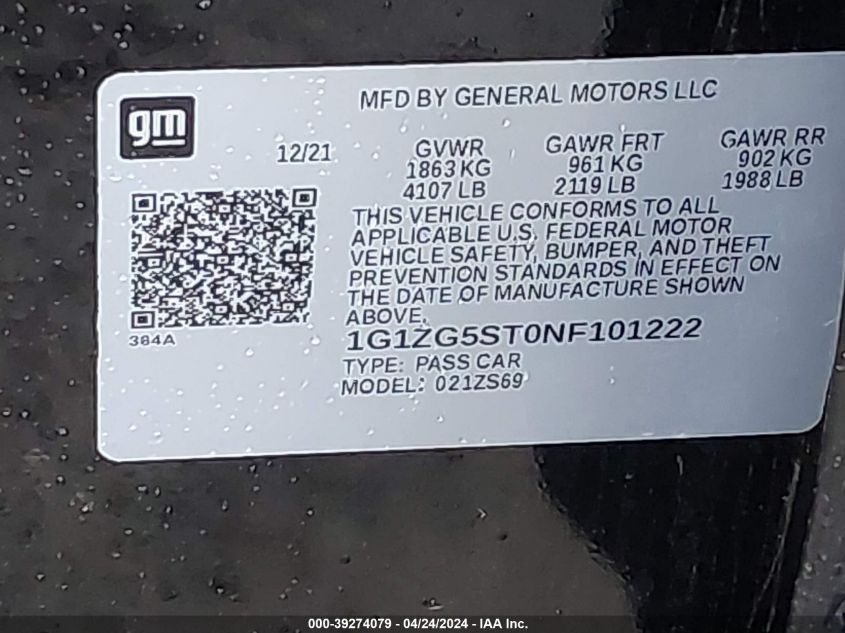 MFD BY GENERAL MOTORS LLC
gm
12/21
GVWR
1863 KG
4107 LB
GAWR FRT
961 KG
2119 LB
GAWR RR
902 KG
1988 LB
THIS VEHICLE CONFORMS TO ALL
APPLICABLE U.S. FEDERAL MOTOR
VEHICLE SAFETY, BUMPER, AND THEFT
PREVENTION STANDARDS IN EFFECT ON
THE DATE OF MANUFACTURE SHOWN
ABOVE.
384A
1G1ZG5ST0NF101222
TYPE: PASS CAR
MODEL: 021ZS69
000-39274079 - 04/24/2024 - IAA Inc.